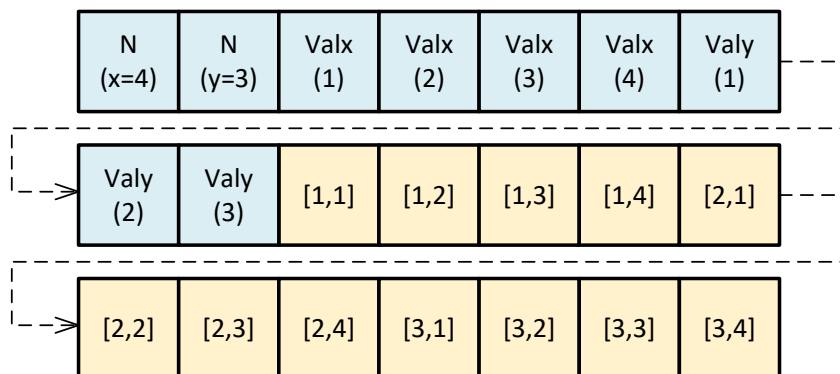 N
(x=4)
N
(y=3)
Valx
(1)
Valx
(2)
Valx
(3)
Valx
(4)
Valy
(1)
Valy
(2)
Valy
(3)
[1,1]
[1,2]
[1,3]
[1,4]
[2,1]
[2,2]
[2,3]
[2,4]
[3,1]
[3,2]
[3,3]
[3,4]